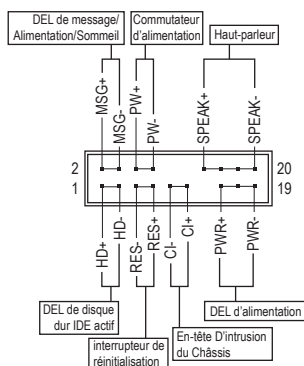 DEL de message/
Alimentation/Sommeil
Commutateur
d'alimentation
Haut-parleur
MSG+
MSG-
PW+
PW-
SPEAK+
SPEAK-
2
20
1
19
HD+
HD-
RES-
RES+
CI-
CI+
PWR+
PWR-
DEL de disque
dur IDE actif
interrupteur de
réinitialisation
En-tête D'intrusion
du Châssis
DEL d'alimentation